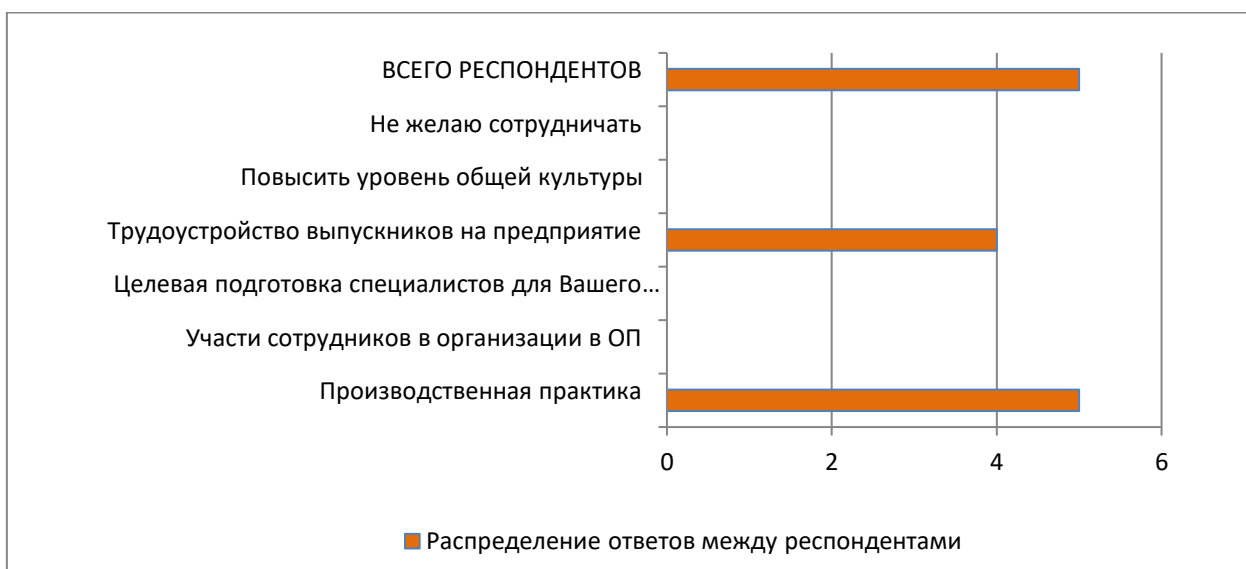 ВСЕГО РЕСПОНДЕНТОВ
Не желаю сотрудничать
Повысить уровень общей культуры
Трудоустройство выпускников на предприятие
Целевая подготовка специалистов для Вашего…
Участи сотрудников в организации в ОП
Производственная практика
0 2 4 6
Распределение ответов между респондентами